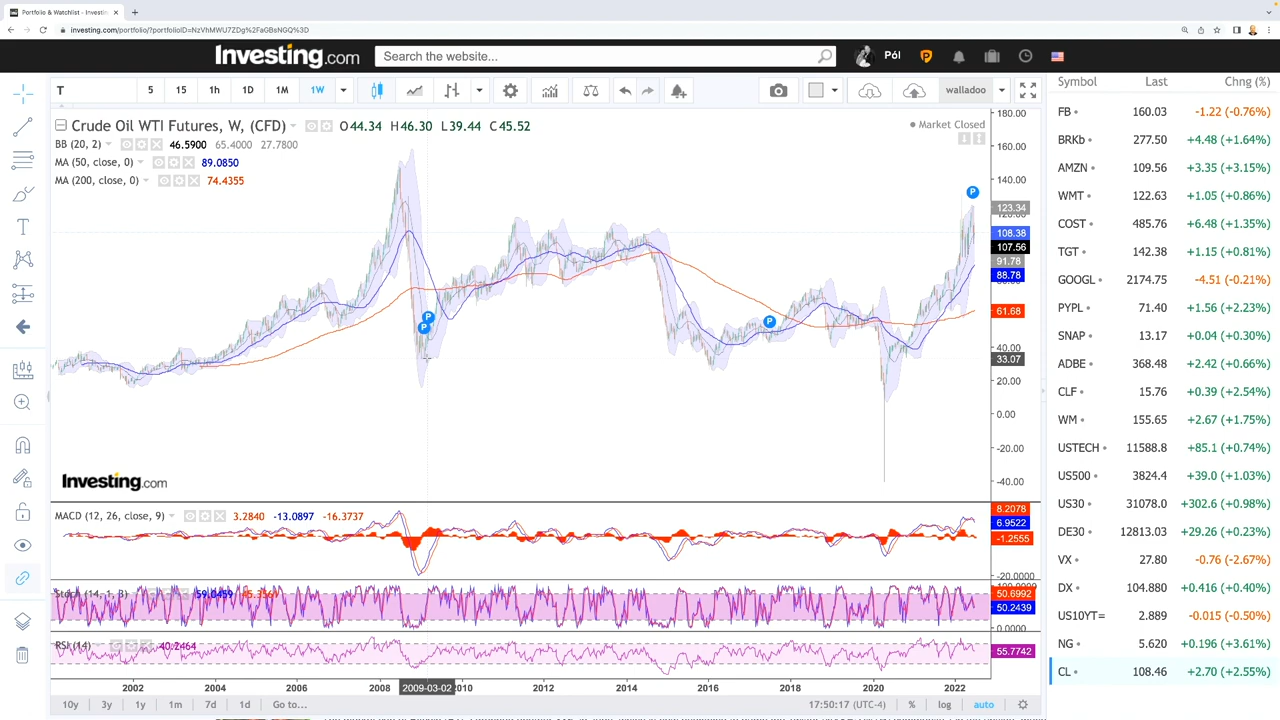 Portfolio & Watchlist - Investin
investing.com/portfolio/?portfolioID=NzVhMWU7ZDg%2FaGBsNGQ%3D
Investing.com
Search the website...
Pól
T 5 15 1h 1D 1M 1W
walladoo
Crude Oil WTI Futures, W, (CFD) O44.34 H46.30 L39.44 C45.52
Market Closed
BB (20, 2) 46.5900 65.4000 27.7800
MA (50, close, 0) 89.0850
MA (200, close, 0) 74.4355
180.00
160.00
140.00
123.34
108.38
107.56
91.78
88.78
61.68
40.00
33.07
20.00
0.00
-20.00
-40.00
P
P
P
P
Investing.com
MACD (12, 26, close, 9) 3.2840 -13.0897 -16.3737
8.2078
6.9522
-1.2555
-20.0000
Stoch (14, 1, 3) 59.0459 45.3561
100.0000
50.6992
50.2439
0.0000
RSI (14) 40.2464
55.7742
2002 2004 2006 2008 2009-03-02 2010 2012 2014 2016 2018 2020 2022
10y 3y 1y 1m 7d 1d Go to...
17:50:17 (UTC-4) % log auto
Symbol Last Chng (%)
FB 160.03 -1.22 (-0.76%)
BRKb 277.50 +4.48 (+1.64%)
AMZN 109.56 +3.35 (+3.15%)
WMT 122.63 +1.05 (+0.86%)
COST 485.76 +6.48 (+1.35%)
TGT 142.38 +1.15 (+0.81%)
GOOGL 2174.75 -4.51 (-0.21%)
PYPL 71.40 +1.56 (+2.23%)
SNAP 13.17 +0.04 (+0.30%)
ADBE 368.48 +2.42 (+0.66%)
CLF 15.76 +0.39 (+2.54%)
WM 155.65 +2.67 (+1.75%)
USTECH 11588.8 +85.1 (+0.74%)
US500 3824.4 +39.0 (+1.03%)
US30 31078.0 +302.6 (+0.98%)
DE30 12813.03 +29.26 (+0.23%)
VX 27.80 -0.76 (-2.67%)
DX 104.880 +0.416 (+0.40%)
US10YT= 2.889 -0.015 (-0.50%)
NG 5.620 +0.196 (+3.61%)
CL 108.46 +2.70 (+2.55%)